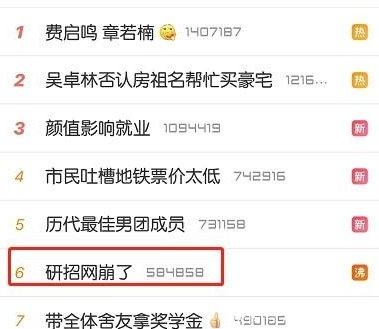 1 费启鸣 章若楠 1407187 热
2 吴卓林否认房祖名帮忙买豪宅 1216... 热
3 颜值影响就业 1094419 新
4 市民吐槽地铁票价太低 742916 新
5 历代最佳男团成员 731158 新
6 研招网崩了 584858 沸
7 带全体舍友拿奖学金 490185 新